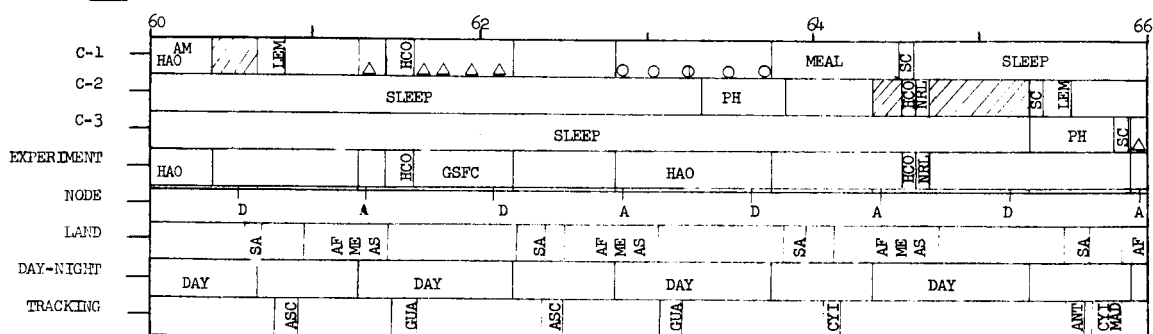 60 62 64 66
C-1 AM HAO LEM HCO MEAL SC SLEEP
C-2 SLEEP PH HCO NRL SC LEM
C-3 SLEEP PH SC
EXPERIMENT HAO HCO GSFC HAO HCO NRL
NODE D A D A D A D A
LAND SA AF ME AS SA AF ME AS SA AF ME AS SA AF
DAY-NIGHT DAY DAY DAY DAY
TRACKING ASC GUA ASC GUA CYI ANT CYI MAD